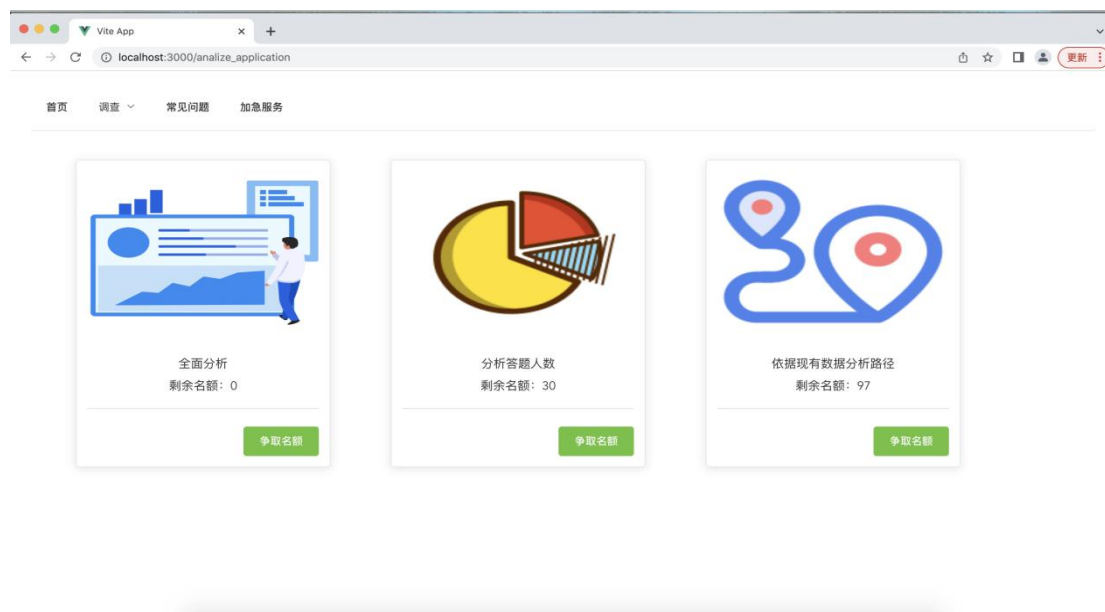 Vite App
localhost:3000/analize_application
更新
首页 调查 常见问题 加急服务
全面分析
剩余名额：0
争取名额
分析答题人数
剩余名额：30
争取名额
依据现有数据分析路径
剩余名额：97
争取名额